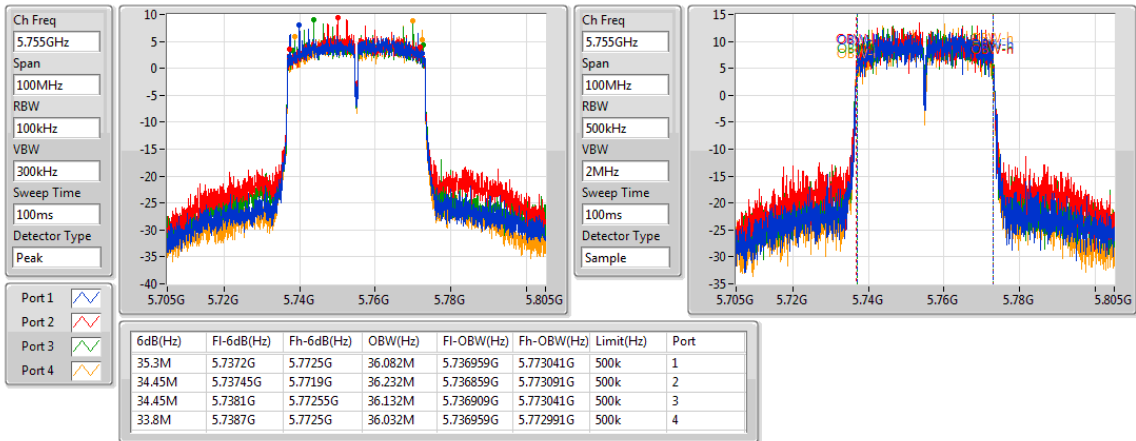 Ch Freq
5.755GHz
Span
100MHz
RBW
100kHz
VBW
300kHz
Sweep Time
100ms
Detector Type
Peak
10
5
0
-5
-10
-15
-20
-25
-30
-35
-40
5.705G 5.72G 5.74G 5.76G 5.78G 5.805G
Ch Freq
5.755GHz
Span
100MHz
RBW
500kHz
VBW
2MHz
Sweep Time
100ms
Detector Type
Sample
15
10
5
0
-5
-10
-15
-20
-25
-30
-35
5.705G 5.72G 5.74G 5.76G 5.78G 5.805G
Port 1
Port 2
Port 3
Port 4
6dB(Hz) Fl-6dB(Hz) Fh-6dB(Hz) OBW(Hz) Fl-OBW(Hz) Fh-OBW(Hz) Limit(Hz) Port
35.3M 5.7372G 5.7725G 36.082M 5.736959G 5.773041G 500k 1
34.45M 5.73745G 5.7719G 36.232M 5.736859G 5.773091G 500k 2
34.45M 5.7381G 5.77255G 36.132M 5.736909G 5.773041G 500k 3
33.8M 5.7387G 5.7725G 36.032M 5.736959G 5.772991G 500k 4